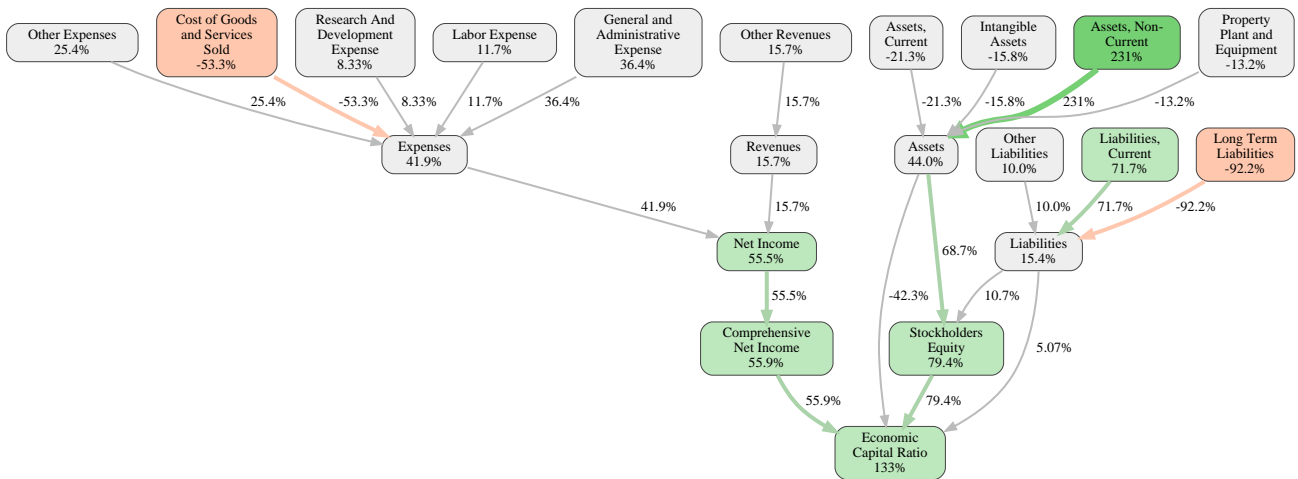 Other Expenses
25.4%
Cost of Goods
and Services
Sold
-53.3%
Research And
Development
Expense
8.33%
Labor Expense
11.7%
General and
Administrative
Expense
36.4%
Other Revenues
15.7%
Assets,
Current
-21.3%
Intangible
Assets
-15.8%
Assets, Non-
Current
231%
Property
Plant and
Equipment
-13.2%
25.4%
-53.3%
8.33%
11.7%
36.4%
15.7%
-21.3%
-15.8%
231%
-13.2%
Expenses
41.9%
Revenues
15.7%
Assets
44.0%
Other
Liabilities
10.0%
Liabilities,
Current
71.7%
Long Term
Liabilities
-92.2%
41.9%
15.7%
10.0%
71.7%
-92.2%
Net Income
55.5%
Liabilities
15.4%
68.7%
55.5%
-42.3%
10.7%
Comprehensive
Net Income
55.9%
Stockholders
Equity
79.4%
5.07%
55.9%
79.4%
Economic
Capital Ratio
133%